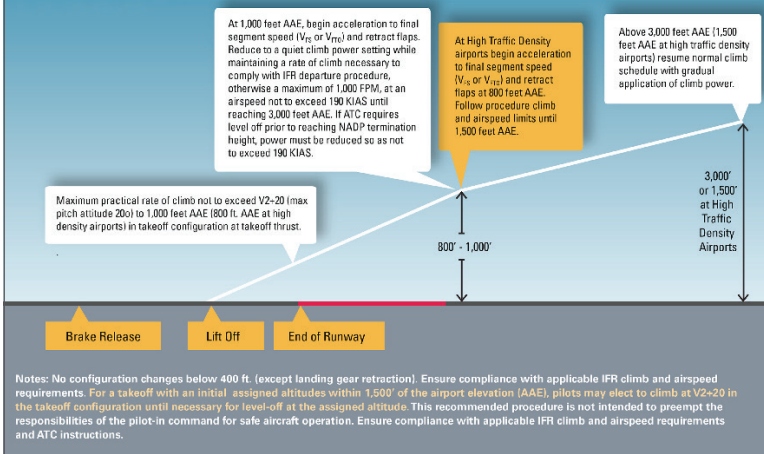 At 1,000 feet AAE, begin acceleration to final
segment speed (VFS or VFTO) and retract flaps.
Reduce to a quiet climb power setting while
maintaining a rate of climb necessary to
comply with IFR departure procedure,
otherwise a maximum of 1,000 FPM, at an
airspeed not to exceed 190 KIAS until
reaching 3,000 feet AAE. If ATC requires
level off prior to reaching NADP termination
height, power must be reduced so as not
to exceed 190 KIAS.
At High Traffic Density
airports begin acceleration
to final segment speed
(VFS or VFTS) and retract
flaps at 800 feet AAE.
Follow procedure climb
and airspeed limits until
1,500 feet AAE.
Above 3,000 feet AAE (1,500
feet AAE at high traffic density
airports) resume normal climb
schedule with gradual
application of climb power.
Maximum practical rate of climb not to exceed V2+20 (max
pitch attitude 20o) to 1,000 feet AAE (800 ft. AAE at high
density airports) in takeoff configuration at takeoff thrust.
.
800' - 1,000'
3,000'
or 1,500'
at High
Traffic
Density
Airports
Brake Release
Lift Off
End of Runway
Notes: No configuration changes below 400 ft. (except landing gear retraction). Ensure compliance with applicable IFR climb and airspeed
requirements. For a takeoff with an initial assigned altitudes within 1,500' of the airport elevation (AAE), pilots may elect to climb at V2+20 in
the takeoff configuration until necessary for level-off at the assigned altitude. This recommended procedure is not intended to preempt the
responsibilities of the pilot-in command for safe aircraft operation. Ensure compliance with applicable IFR climb and airspeed requirements
and ATC instructions.